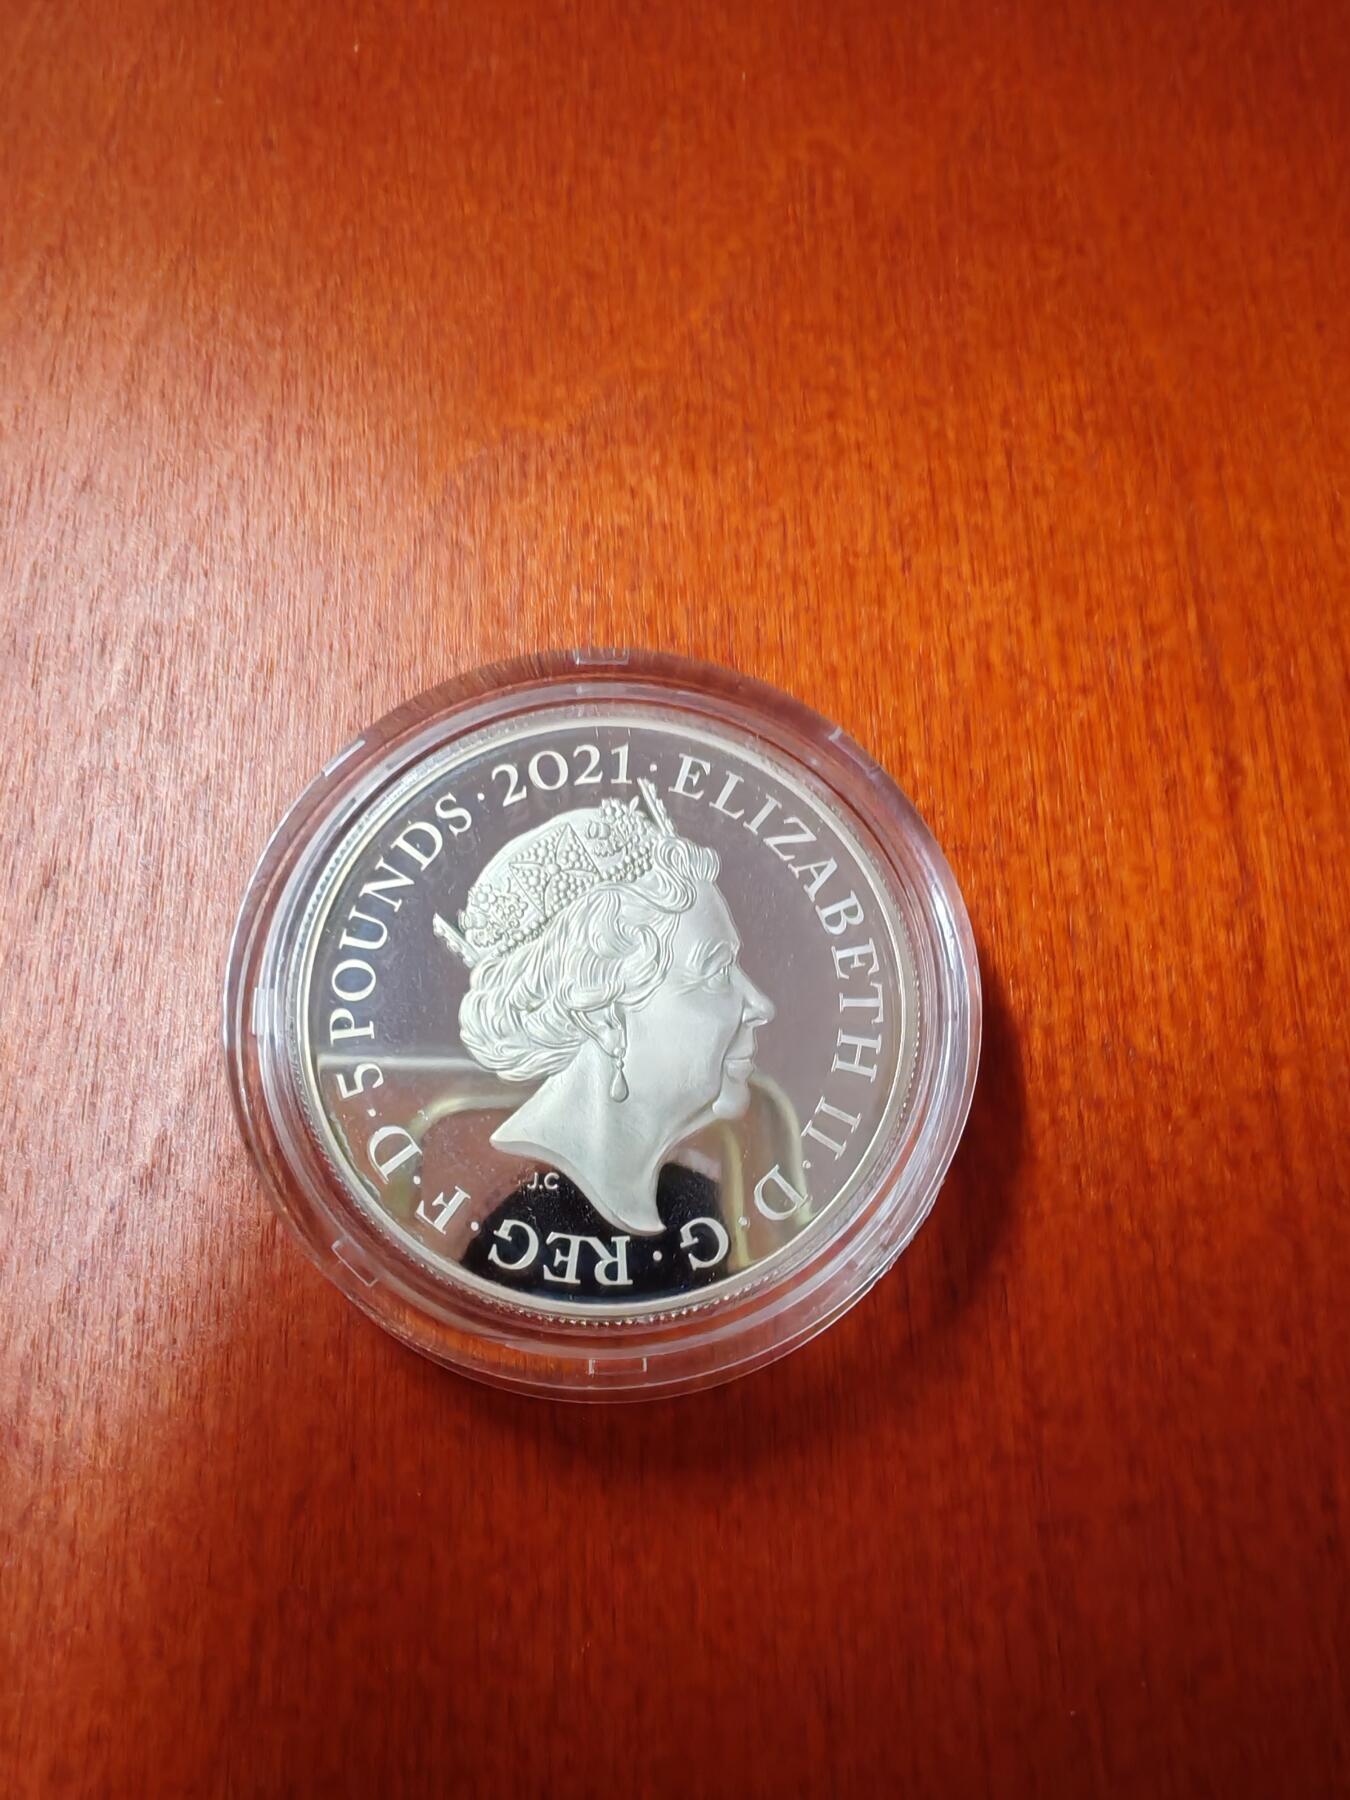 ELIZABETH II · D · G · REG · F · D · 5 POUNDS · 2021 ·
J.C